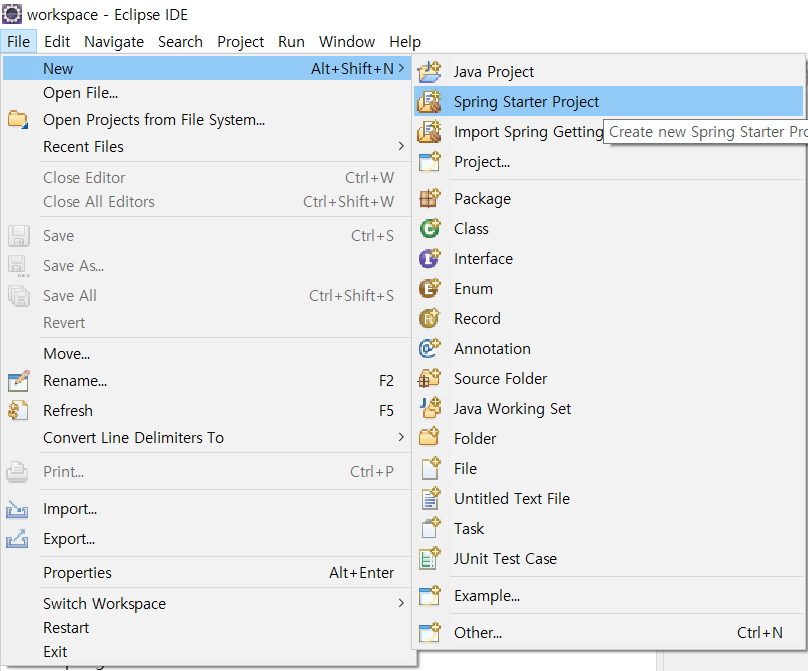 workspace - Eclipse IDE
File Edit Navigate Search Project Run Window Help
New Alt+Shift+N
Open File...
Open Projects from File System...
Recent Files
Close Editor Ctrl+W
Close All Editors Ctrl+Shift+W
Save Ctrl+S
Save As...
Save All Ctrl+Shift+S
Revert
Move...
Rename... F2
Refresh F5
Convert Line Delimiters To
Print... Ctrl+P
Import...
Export...
Properties Alt+Enter
Switch Workspace
Restart
Exit
Java Project
Spring Starter Project
Import Spring Getting
Create new Spring Starter Pro
Project...
Package
Class
Interface
Enum
Record
Annotation
Source Folder
Java Working Set
Folder
File
Untitled Text File
Task
JUnit Test Case
Example...
Other... Ctrl+N